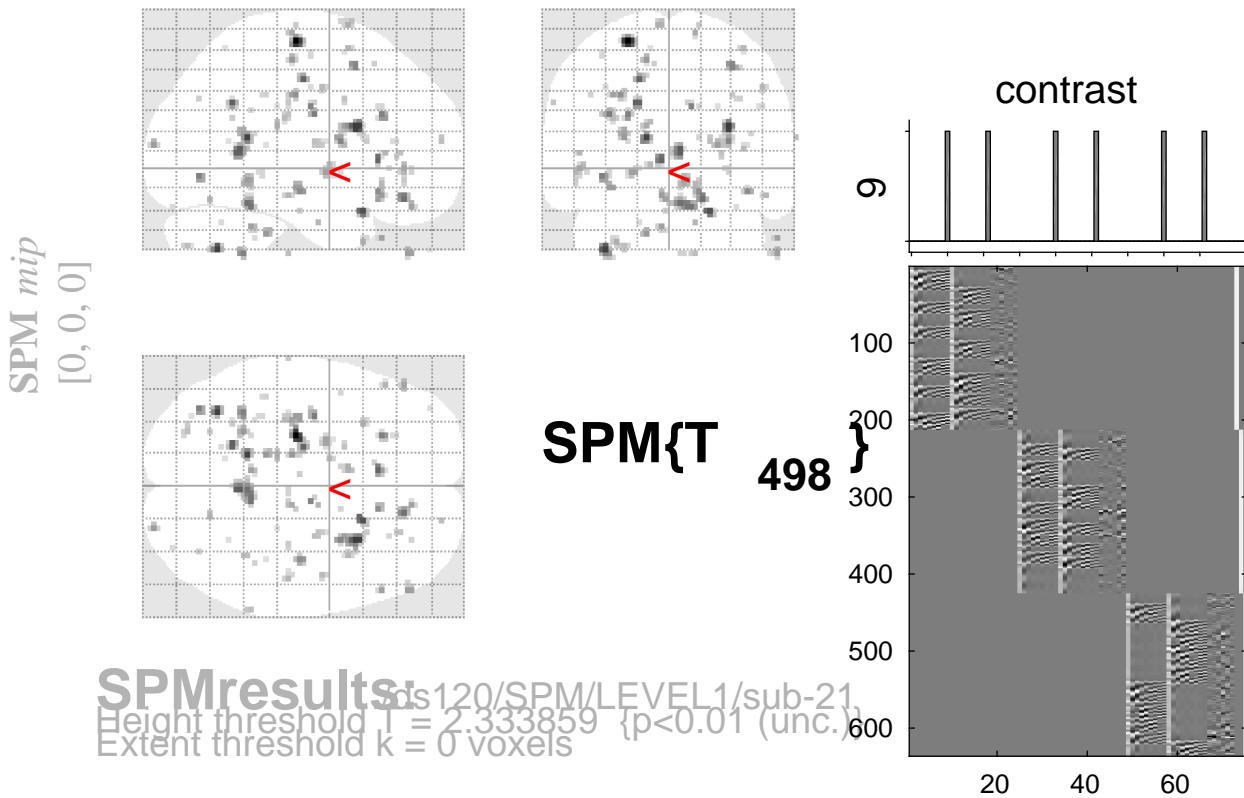 SPM mip
[0, 0, 0]
<
<
<
SPM{T 498 }
SPMresults: /ds120/SPM/LEVEL1/sub-21
Height threshold T = 2.333859 {p<0.01 (unc.)}
Extent threshold k = 0 voxels
contrast
9
100
200
300
400
500
600
20 40 60